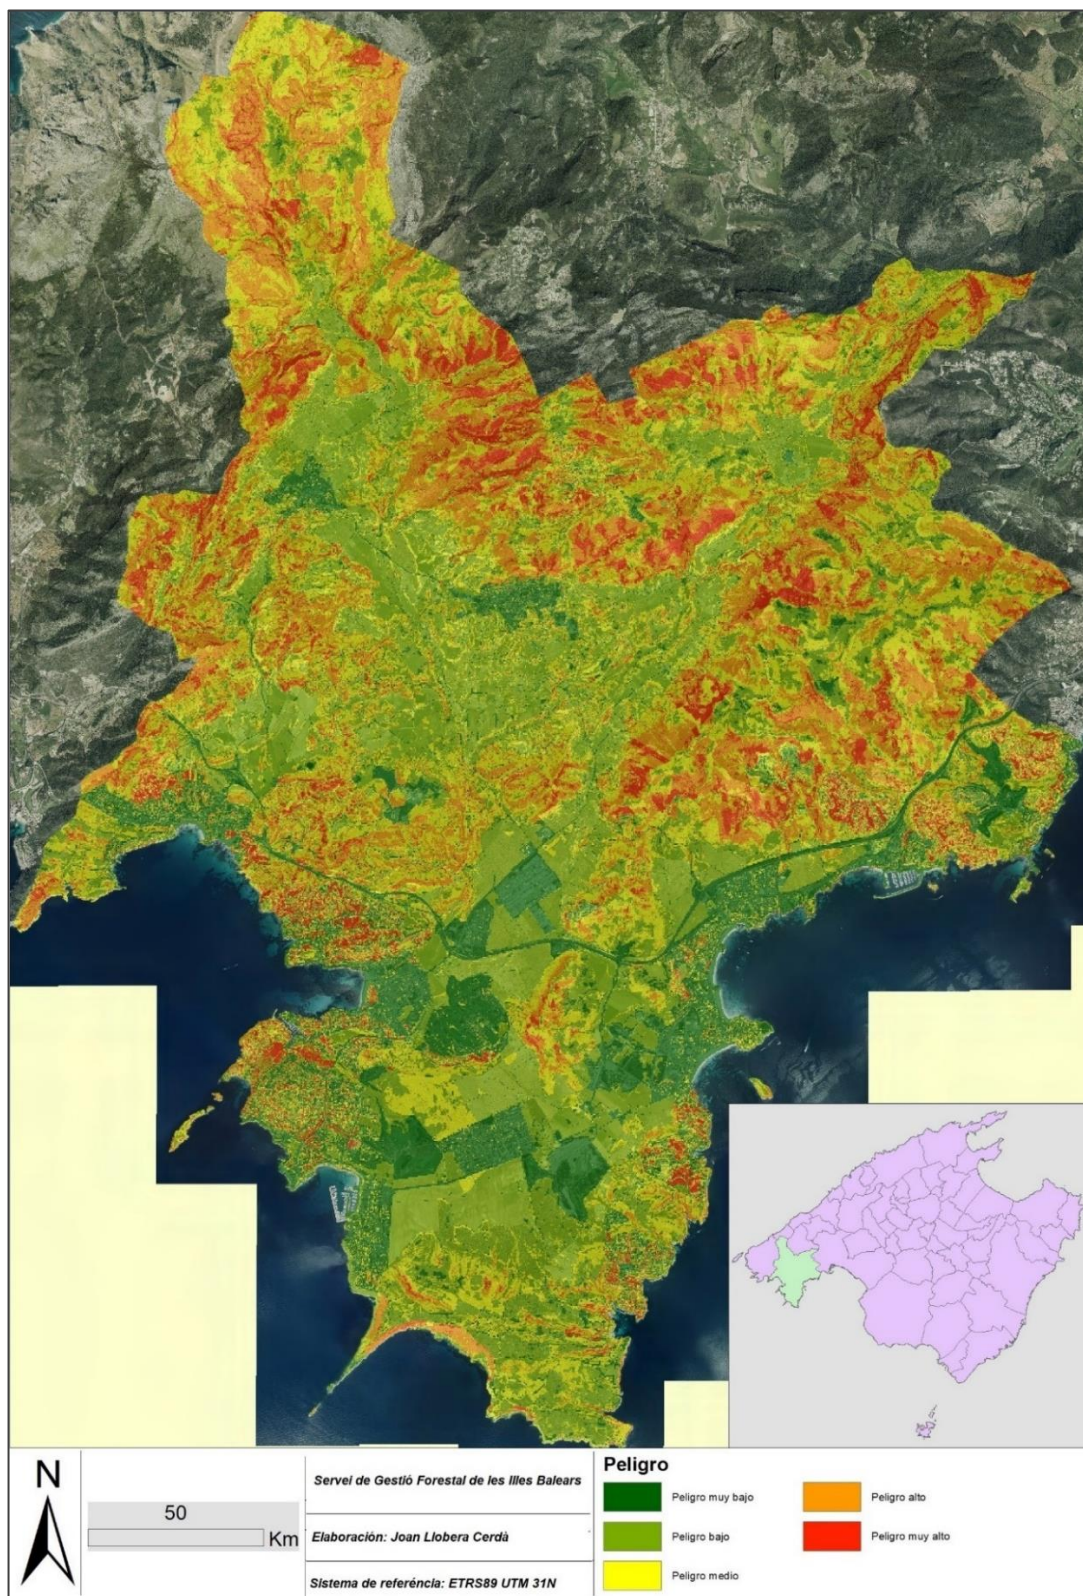 N
50
Km
Servei de Gestió Forestal de les Illes Balears
Elaboración: Joan Llobera Cerdà
Sistema de referéncia: ETRS89 UTM 31N
Peligro
Peligro muy bajo
Peligro bajo
Peligro medio
Peligro alto
Peligro muy alto